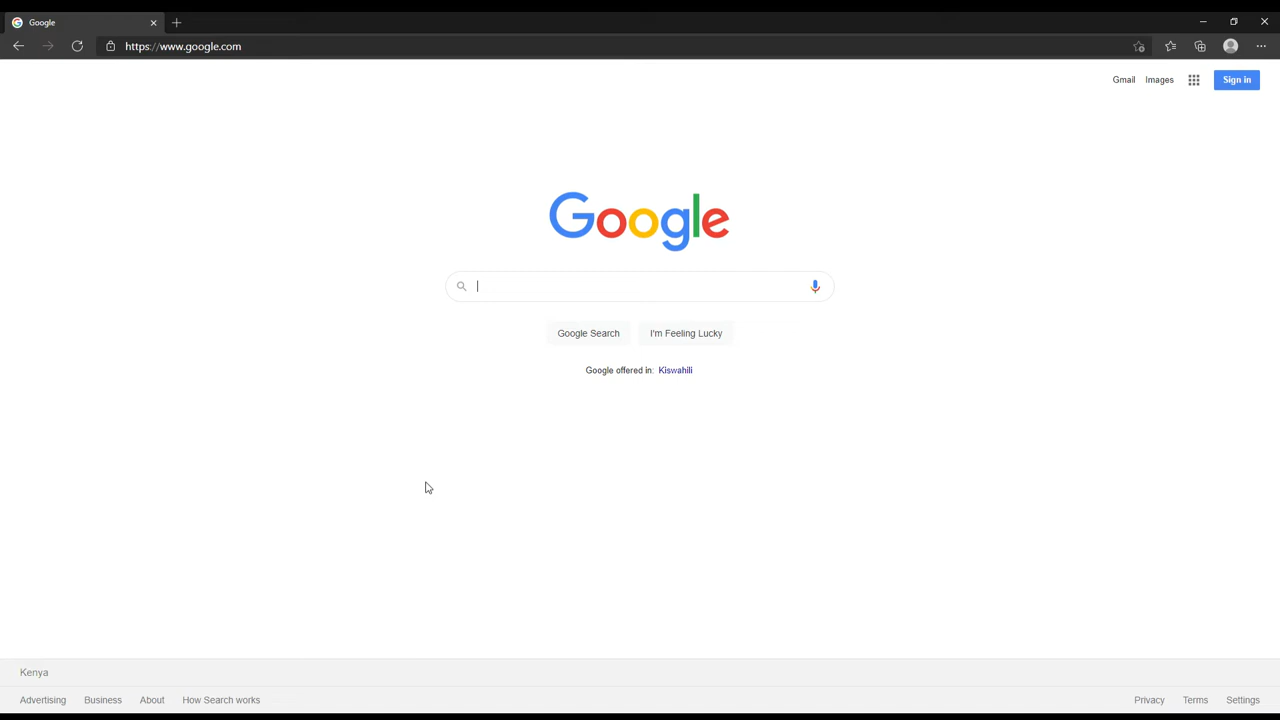 Google
https://www.google.com
Gmail Images Sign in
Google
Google Search I'm Feeling Lucky
Google offered in: Kiswahili
Kenya
Advertising Business About How Search works Privacy Terms Settings